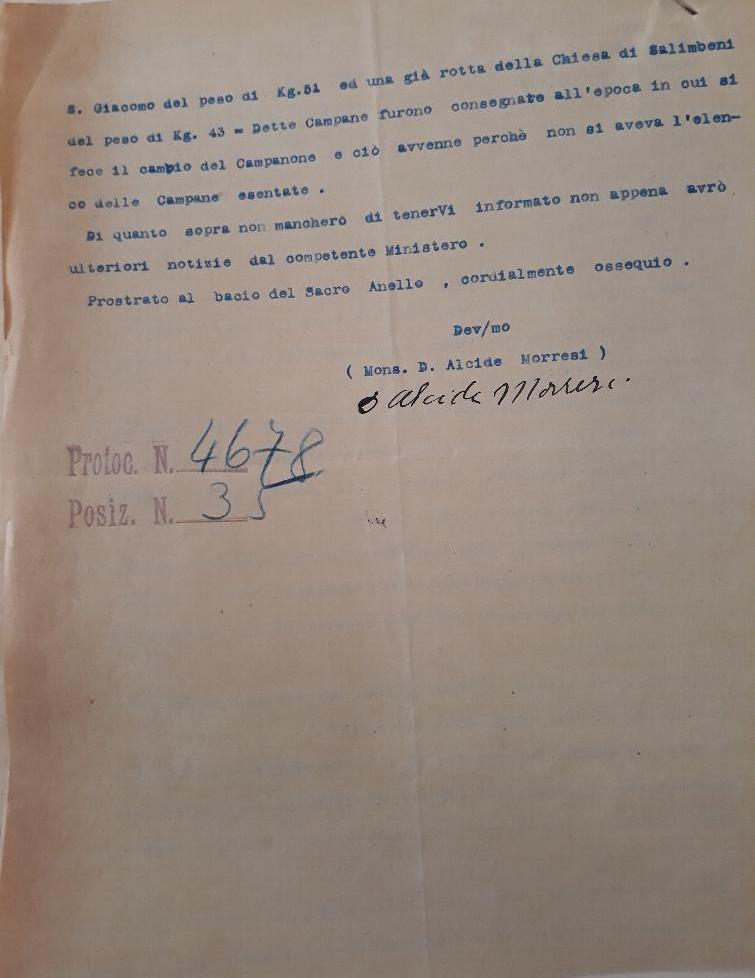 S. Giacomo del peso di Kg.51 ed una già rotta della Chiesa di Salimbeni
del peso di Kg. 43 = Dette Campane furono consegnate all'epoca in cui si
fece il cambio del Campanone e ciò avvenne perchè non si aveva l'elen-
co delle Campane esentate .
Di quanto sopra non mancherò di tenerVi informato non appena avrò
ulteriori notizie dal competente Ministero .
Prostrato al bacio del Sacro Anello , cordialmente ossequio .
Dev/mo
( Mons. D. Alcide Morresi )
Alcide Morresi
Protoc. N. 4678
Posiz. N. 35